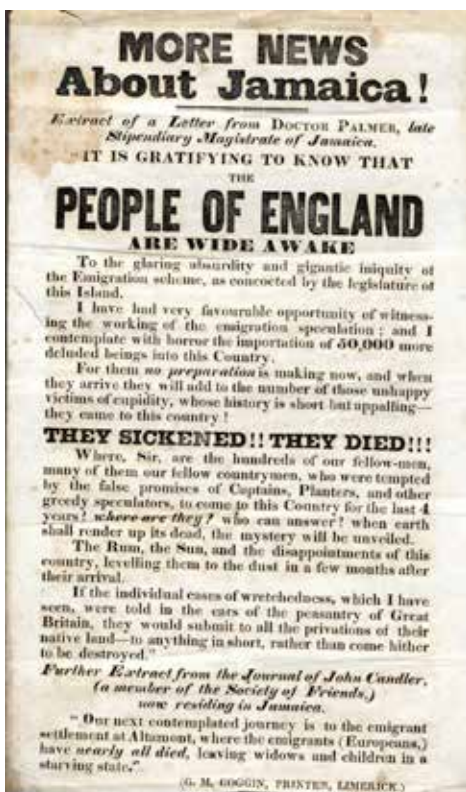 MORE NEWS
About Jamaica!
Extract of a Letter from DOCTOR PALMER, late
Stipendiary Magistrate of Jamaica.
"IT IS GRATIFYING TO KNOW THAT
THE
PEOPLE OF ENGLAND
ARE WIDE AWAKE
To the glaring absurdity and gigantic iniquity of
the Emigration scheme, as concocted by the legislature of
this Island.
I have had very favourable opportunity of witness-
ing the working of the emigration speculation; and I
contemplate with horror the importation of 50,000 more
deluded beings into this Country.
For them no preparation is making now, and when
they arrive they will add to the number of those unhappy
victims of cupidity, whose history is short but appalling—
they came to this country!
THEY SICKENED!! THEY DIED!!!
Where, Sir, are the hundreds of our fellow-men,
many of them our fellow countrymen, who were tempted
by the false promises of Captains, Planters, and other
greedy speculators, to come to this Country for the last 4
years? where are they? who can answer? when earth
shall render up its dead, the mystery will be unveiled.
The Rum, the Sun, and the disappointments of this
country, levelling them to the dust in a few months after
their arrival.
If the individual cases of wretchedness, which I have
seen, were told in the ears of the peasantry of Great
Britain, they would submit to all the privations of their
native land—to anything in short, rather than come hither
to be destroyed."
Further Extract from the Journal of John Candler,
(a member of the Society of Friends,)
now residing in Jamaica.
"Our next contemplated journey is to the emigrant
settlement at Altamont, where the emigrants (Europeans,)
have nearly all died, leaving widows and children in a
starving state."
(G. M. GOGGIN, PRINTER, LIMERICK.)